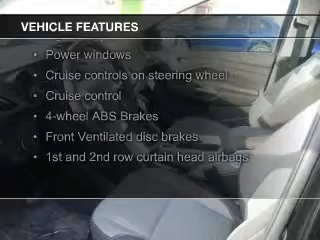 VEHICLE FEATURES
• Power windows
• Cruise controls on steering wheel
• Cruise control
• 4-wheel ABS Brakes
• Front Ventilated disc brakes
• 1st and 2nd row curtain head airbags